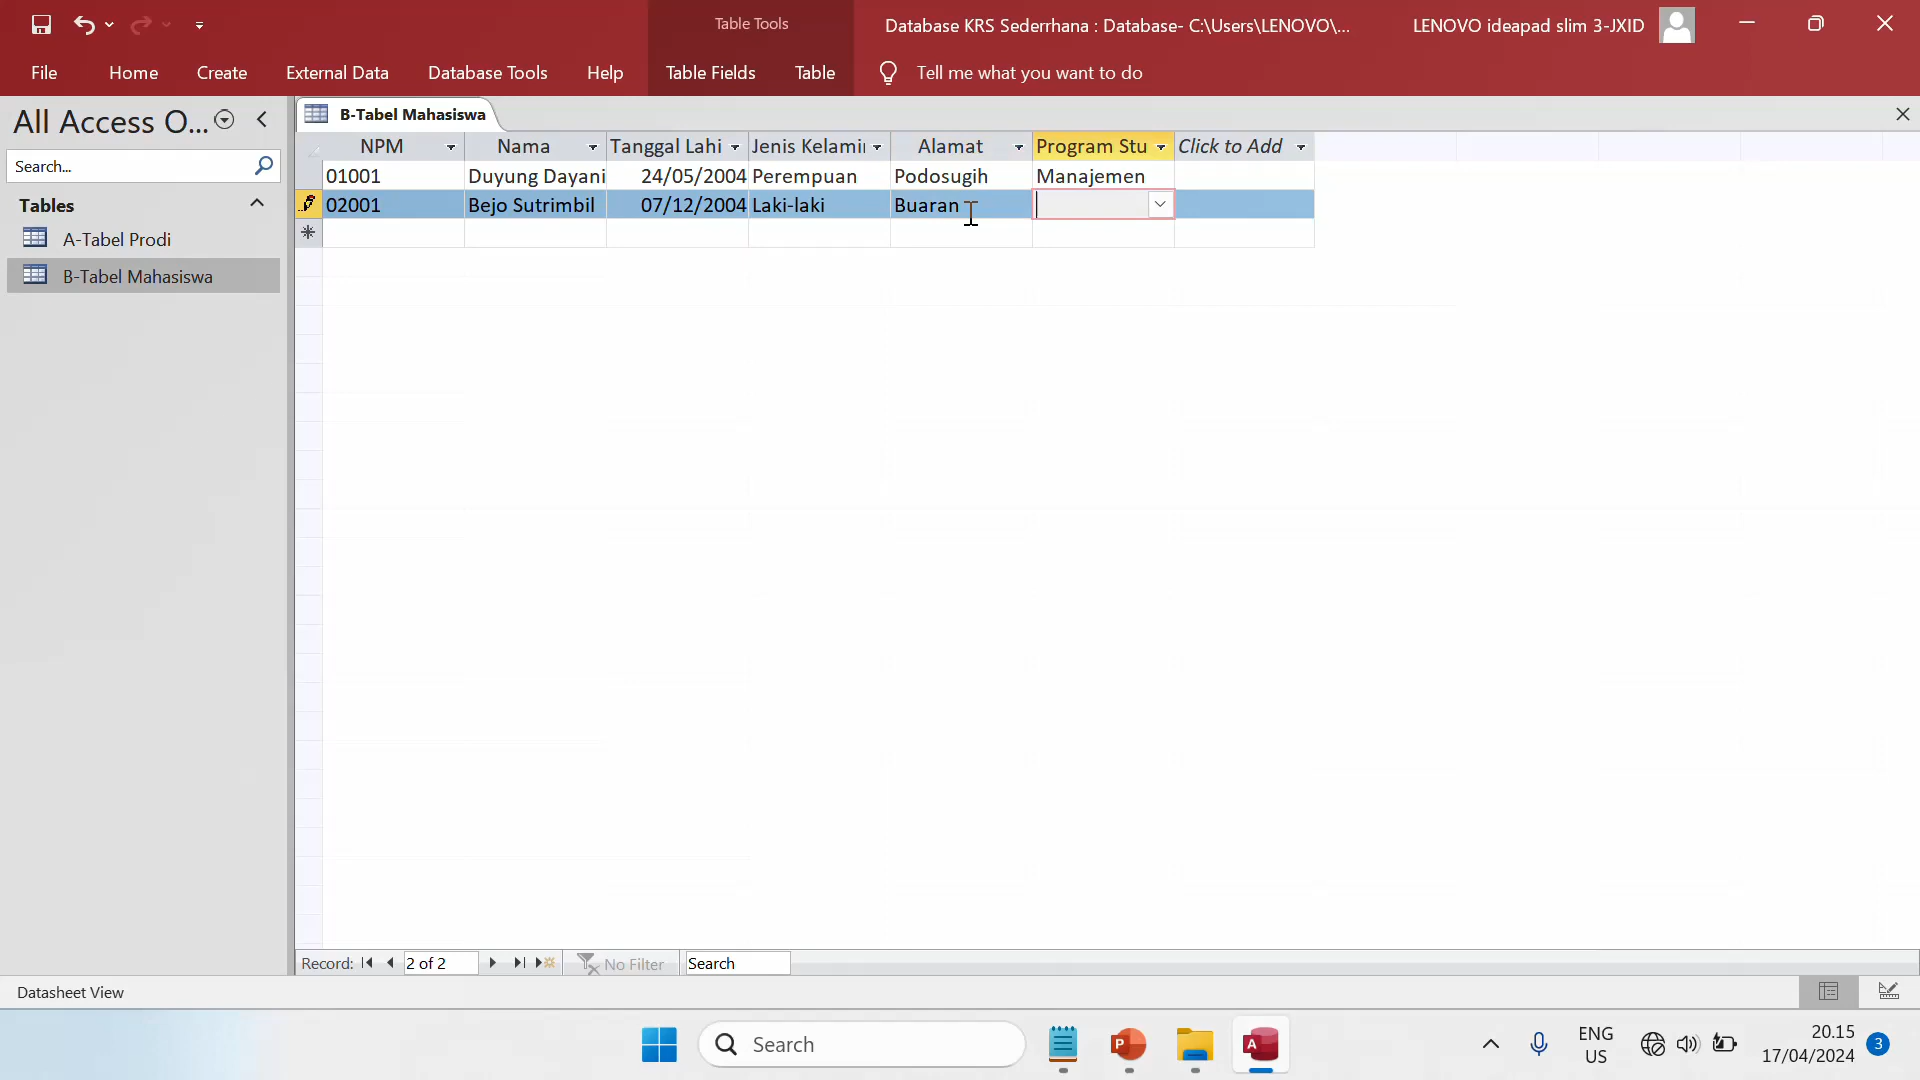 Table Tools
Database KRS Sederrhana : Database- C:\Users\LENOVO\...
LENOVO ideapad slim 3-JXID
File
Home
Create
External Data
Database Tools
Help
Table Fields
Table
Tell me what you want to do
All Access O...
Search...
Tables
A-Tabel Prodi
B-Tabel Mahasiswa
B-Tabel Mahasiswa
NPM Nama Tanggal Lahi Jenis Kelamin Alamat Program Stu Click to Add
01001 Duyung Dayani 24/05/2004 Perempuan Podosugih Manajemen
02001 Bejo Sutrimbil 07/12/2004 Laki-laki Buaran
Record: 2 of 2 No Filter Search
Datasheet View
Search
A
ENG
US
20.15
17/04/2024
3